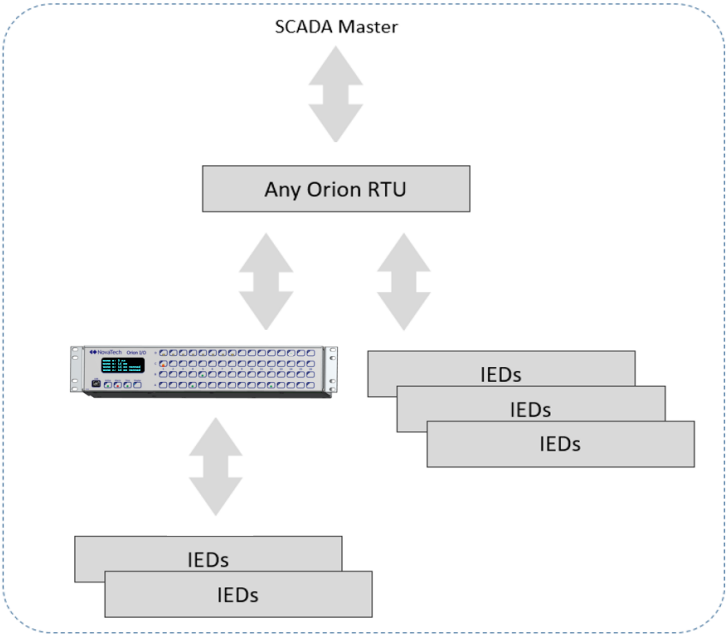 SCADA Master
Any Orion RTU
NovaTech Orion I/O
IEDs
IEDs
IEDs
IEDs
IEDs